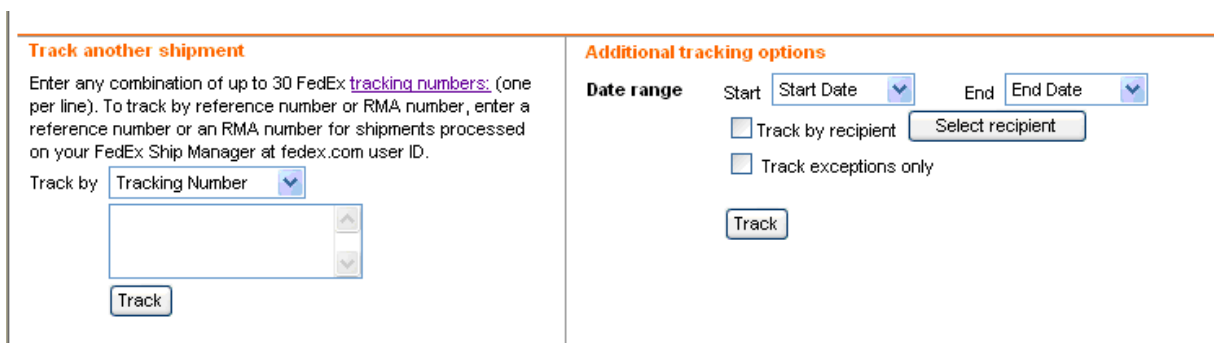 Track another shipment
Enter any combination of up to 30 FedEx tracking numbers: (one
per line). To track by reference number or RMA number, enter a
reference number or an RMA number for shipments processed
on your FedEx Ship Manager at fedex.com user ID.
Track by Tracking Number
Track
Additional tracking options
Date range Start Start Date End End Date
Track by recipient Select recipient
Track exceptions only
Track